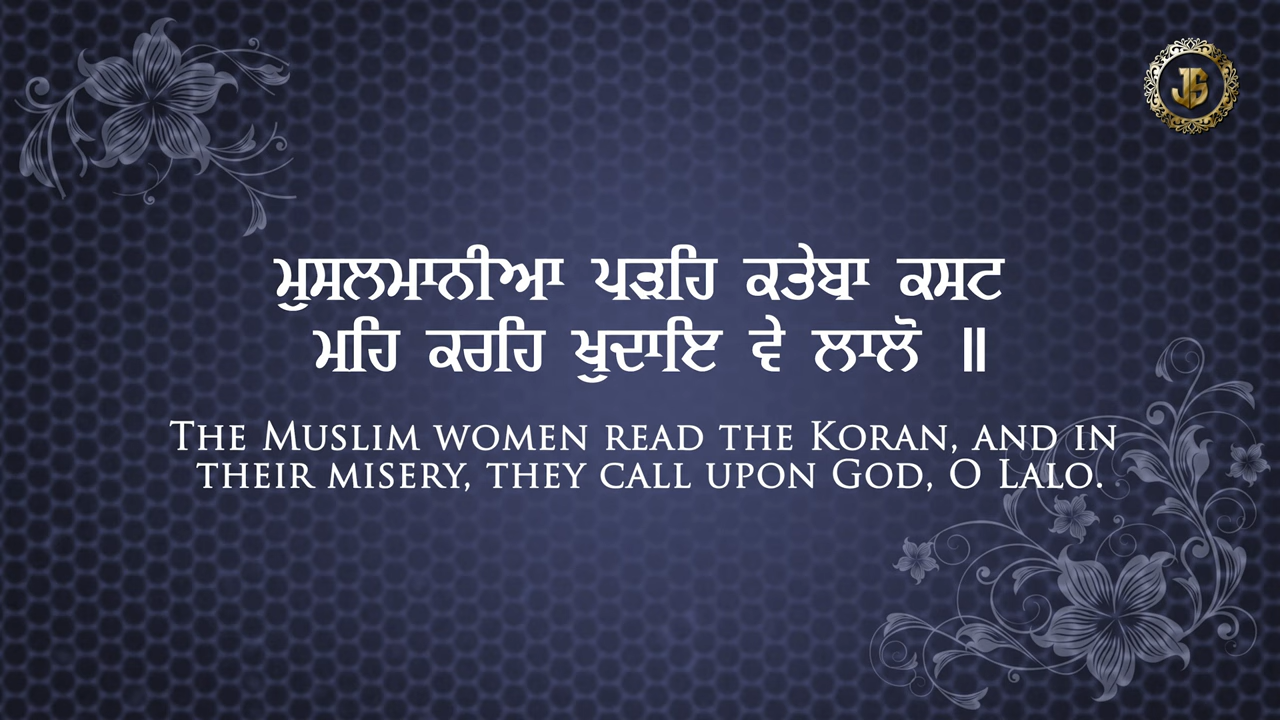 ਮੁਸਲਮਾਨੀਆ ਪੜਹਿ ਕਤੇਬਾ ਕਸਟ
ਮਹਿ ਕਰਹਿ ਖੁਦਾਇ ਵੇ ਲਾਲੋ ॥
The Muslim women read the Koran, and in
their misery, they call upon God, O Lalo.
JS